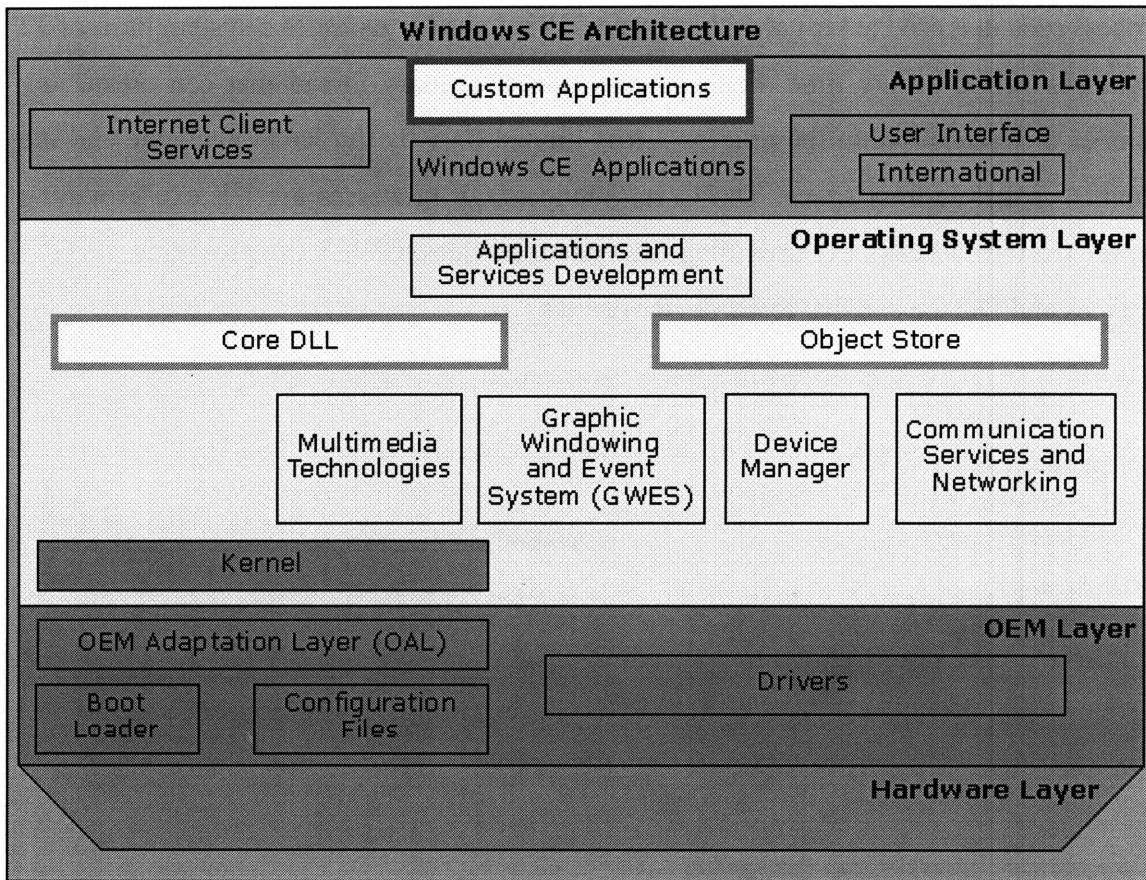 Windows CE Architecture
Application Layer
Custom Applications
Internet Client
Services
Windows CE Applications
User Interface
International
Operating System Layer
Applications and
Services Development
Core DLL
Object Store
Multimedia
Technologies
Graphic
Windowing
and Event
System (GWES)
Device
Manager
Communication
Services and
Networking
Kernel
OEM Layer
OEM Adaptation Layer (OAL)
Boot
Loader
Configuration
Files
Drivers
Hardware Layer